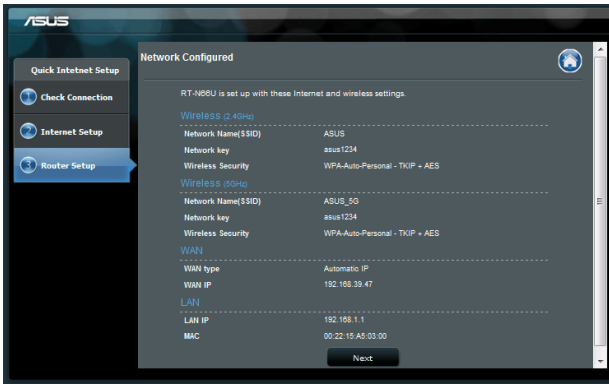 ASUS
Quick Intetnet Setup
1 Check Connection
2 Internet Setup
3 Router Setup
Network Configured
RT-N66U is set up with these Internet and wireless settings.
Wireless (2.4GHz)
Network Name(SSID) ASUS
Network key asus1234
Wireless Security WPA-Auto-Personal - TKIP + AES
Wireless (5GHz)
Network Name(SSID) ASUS_5G
Network key asus1234
Wireless Security WPA-Auto-Personal - TKIP + AES
WAN
WAN type Automatic IP
WAN IP 192.168.39.47
LAN
LAN IP 192.168.1.1
MAC 00:22:15:A5:03:00
Next